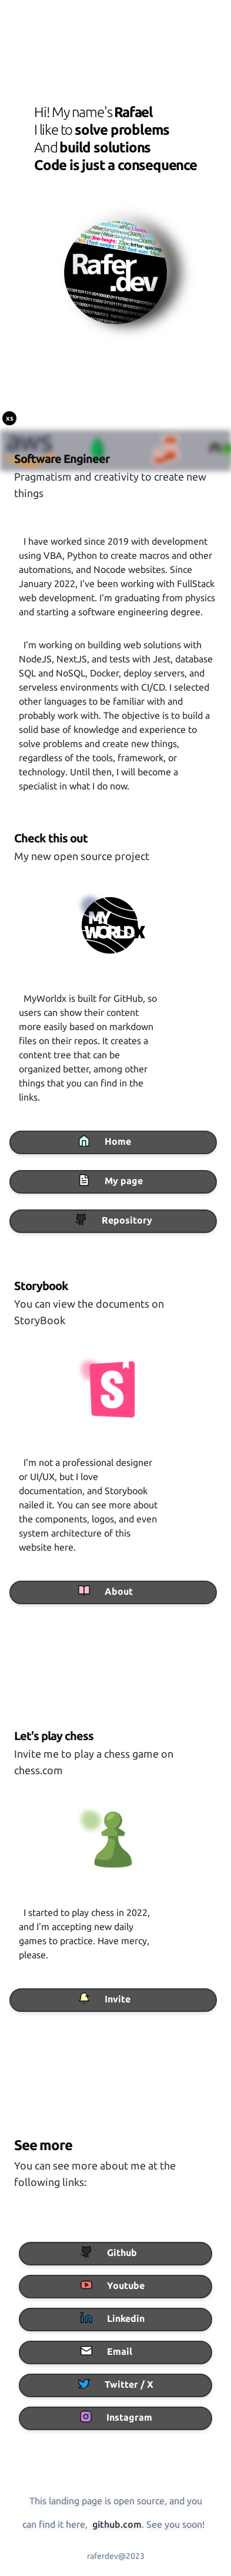 Hi! My name's Rafael
I like to solve problems
And build solutions
Code is just a consequence
Rafer
.dev
xs
aws
Software Engineer
Pragmatism and creativity to create new
things
I have worked since 2019 with development
using VBA, Python to create macros and other
automations, and Nocode websites. Since
January 2022, I've been working with FullStack
web development. I'm graduating from physics
and starting a software engineering degree.
I'm working on building web solutions with
NodeJS, NextJS, and tests with Jest, database
SQL and NoSQL, Docker, deploy servers, and
serveless environments with CI/CD. I selected
other languages to be familiar with and
probably work with. The objective is to build a
solid base of knowledge and experience to
solve problems and create new things,
regardless of the tools, framework, or
technology. Until then, I will become a
specialist in what I do now.
Check this out
My new open source project
MY
WORLDX
MyWorldx is built for GitHub, so
users can show their content
more easily based on markdown
files on their repos. It creates a
content tree that can be
organized better, among other
things that you can find in the
links.
Home
My page
Repository
Storybook
You can view the documents on
StoryBook
S
I'm not a professional designer
or UI/UX, but I love
documentation, and Storybook
nailed it. You can see more about
the components, logos, and even
system architecture of this
website here.
About
Let's play chess
Invite me to play a chess game on
chess.com
I started to play chess in 2022,
and I'm accepting new daily
games to practice. Have mercy,
please.
Invite
See more
You can see more about me at the
following links:
Github
Youtube
Linkedin
Email
Twitter / X
Instagram
This landing page is open source, and you
can find it here, github.com. See you soon!
raferdev@2023